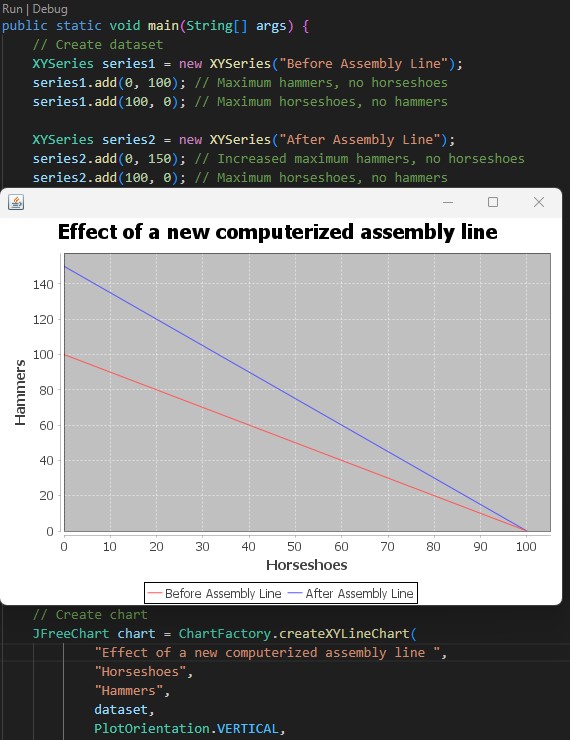 Run | Debug
public static void main(String[] args) {
// Create dataset
XYSeries series1 = new XYSeries("Before Assembly Line");
series1.add(0, 100); // Maximum hammers, no horseshoes
series1.add(100, 0); // Maximum horseshoes, no hammers
XYSeries series2 = new XYSeries("After Assembly Line");
series2.add(0, 150); // Increased maximum hammers, no horseshoes
series2.add(100, 0); // Maximum horseshoes, no hammers
Effect of a new computerized assembly line
Hammers
140
120
100
80
60
40
20
0
0 10 20 30 40 50 60 70 80 90 100
Horseshoes
Before Assembly Line After Assembly Line
// Create chart
JFreeChart chart = ChartFactory.createXYLineChart(
"Effect of a new computerized assembly line ",
"Horseshoes",
"Hammers",
dataset,
PlotOrientation.VERTICAL,